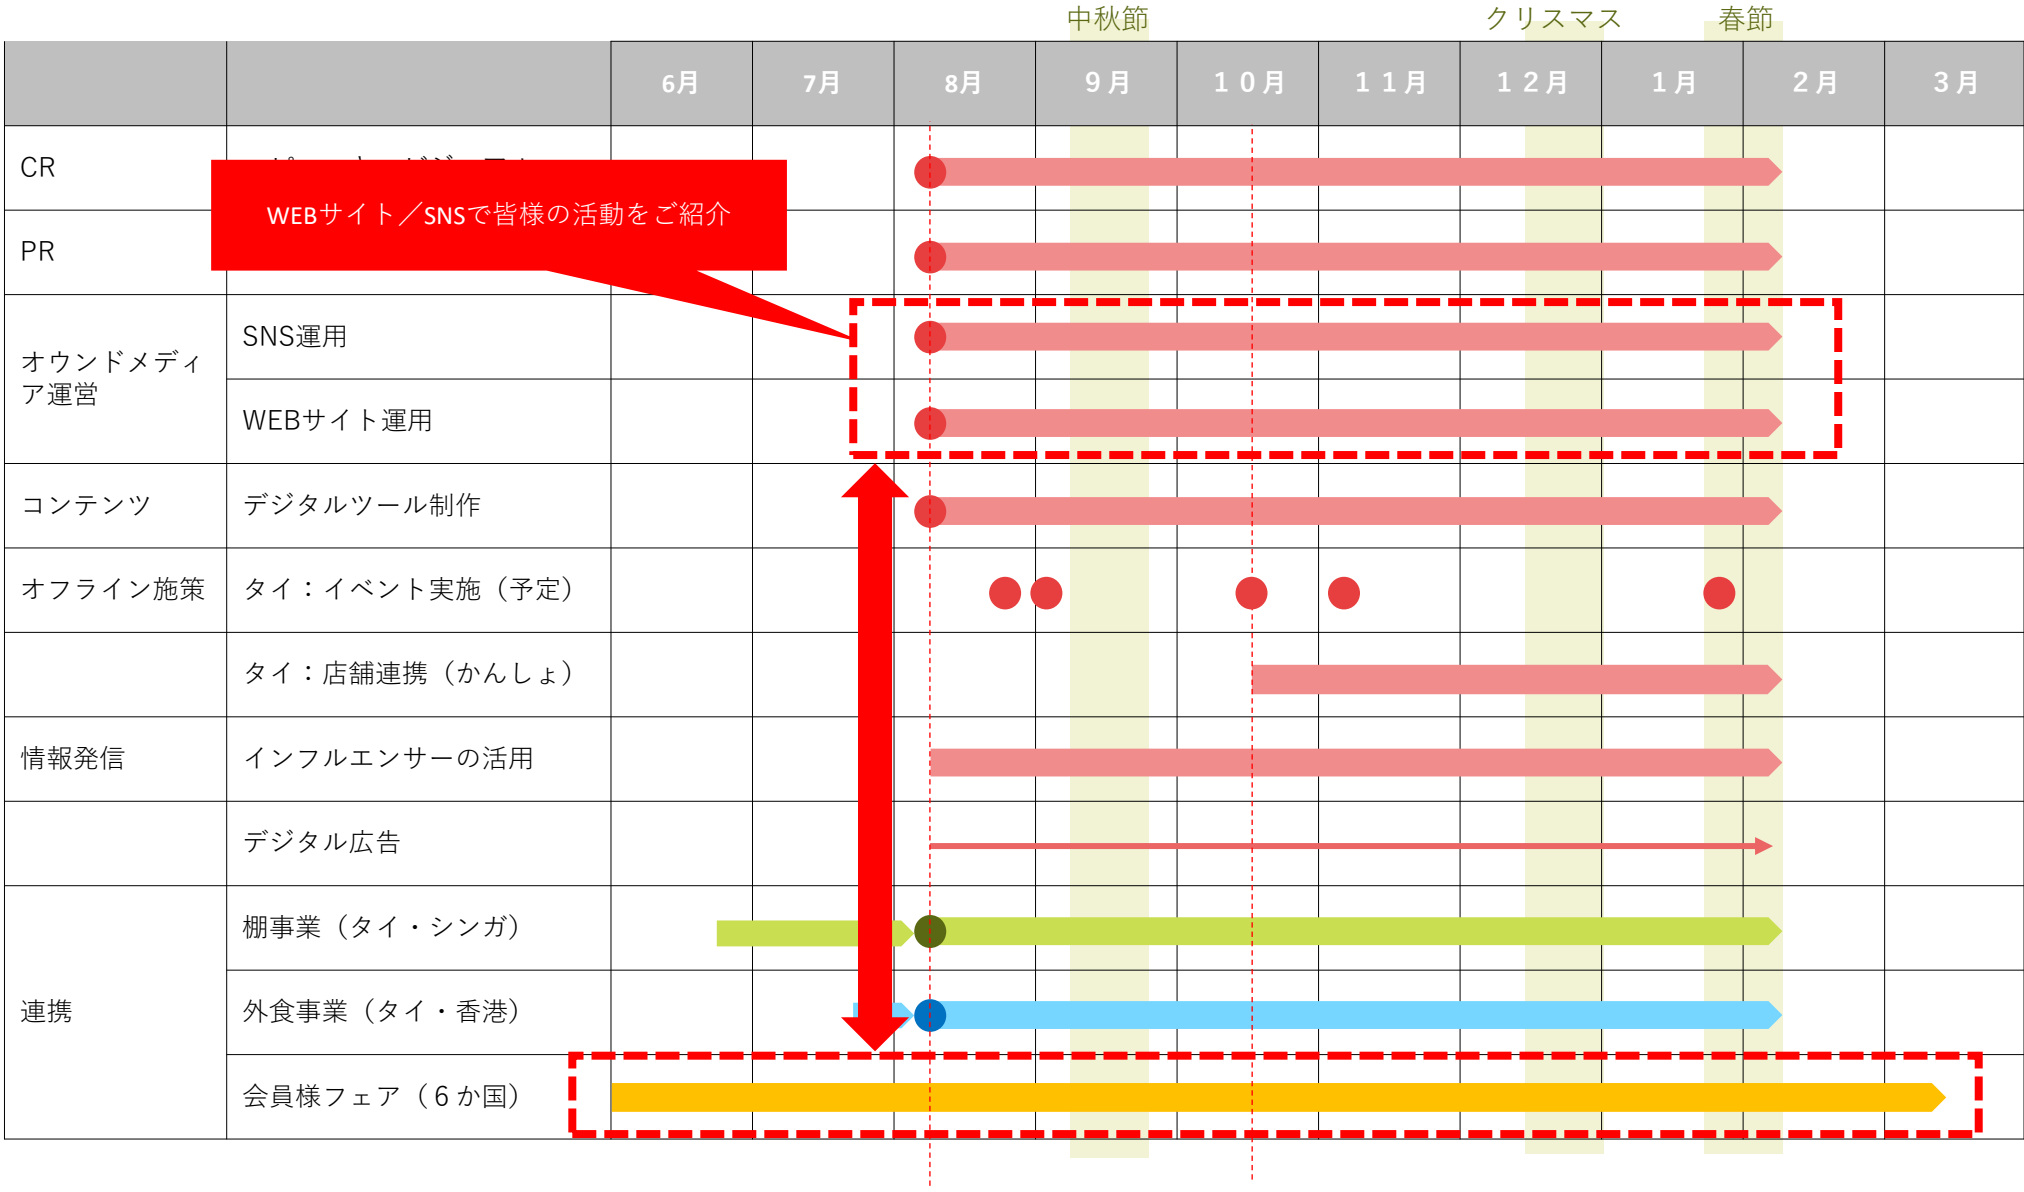 中秋節
クリスマス
春節
6月
7月
8月
９月
１０月
１１月
１２月
１月
２月
３月
CR
WEBサイト／SNSで皆様の活動をご紹介
PR
オウンドメディ
ア運営
SNS運用
WEBサイト運用
コンテンツ
デジタルツール制作
オフライン施策
タイ：イベント実施（予定）
タイ：店舗連携（かんしょ）
情報発信
インフルエンサーの活用
デジタル広告
連携
棚事業（タイ・シンガ）
外食事業（タイ・香港）
会員様フェア（６か国）